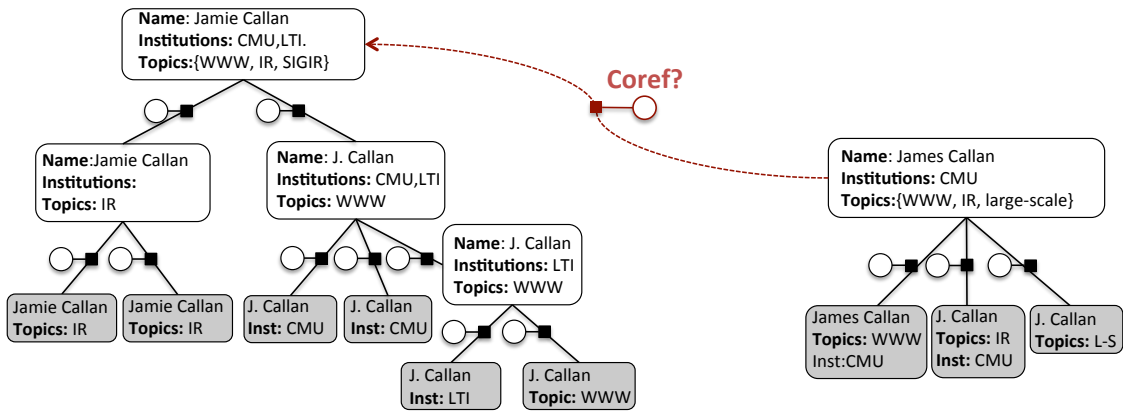 Name: Jamie Callan
Institutions: CMU,LTI.
Topics:{WWW, IR, SIGIR}
Coref?
Name:Jamie Callan
Institutions:
Topics: IR
Name: J. Callan
Institutions: CMU,LTI
Topics: WWW
Name: James Callan
Institutions: CMU
Topics:{WWW, IR, large-scale}
Name: J. Callan
Institutions: LTI
Topics: WWW
Jamie Callan
Topics: IR
Jamie Callan
Topics: IR
J. Callan
Inst: CMU
J. Callan
Inst: CMU
James Callan
Topics: WWW
Inst:CMU
J. Callan
Topics: IR
Inst: CMU
J. Callan
Topics: L-S
J. Callan
Inst: LTI
J. Callan
Topic: WWW